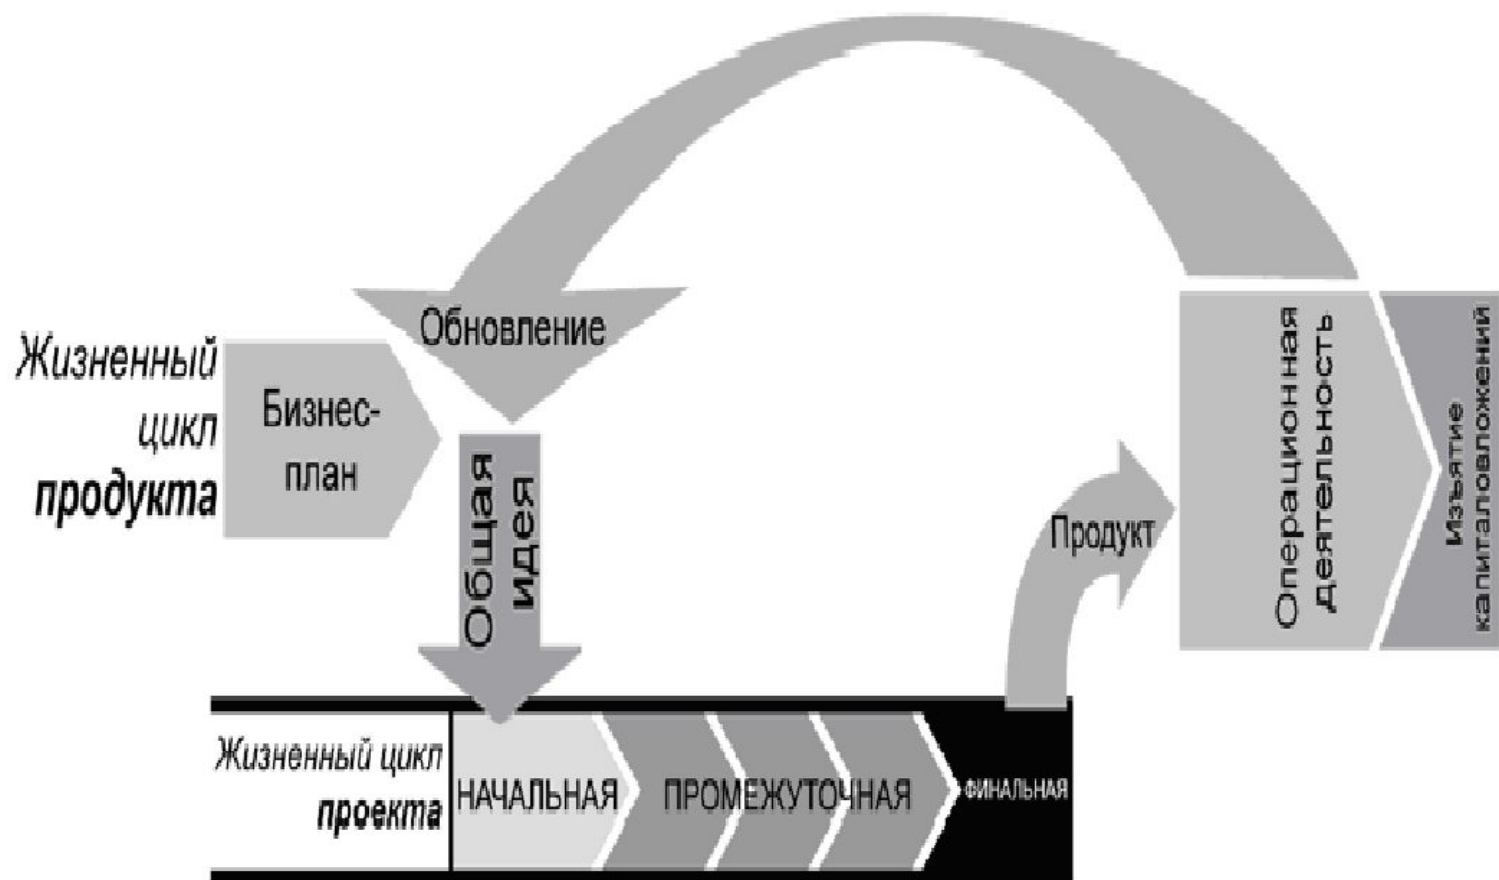 Обновление
Жизненный
цикл
продукта
Бизнес-
план
Общая
идея
Продукт
Операционная
деятельность
Изъятие
капиталовложений
Жизненный цикл
проекта
НАЧАЛЬНАЯ
ПРОМЕЖУТОЧНАЯ
ФИНАЛЬНАЯ